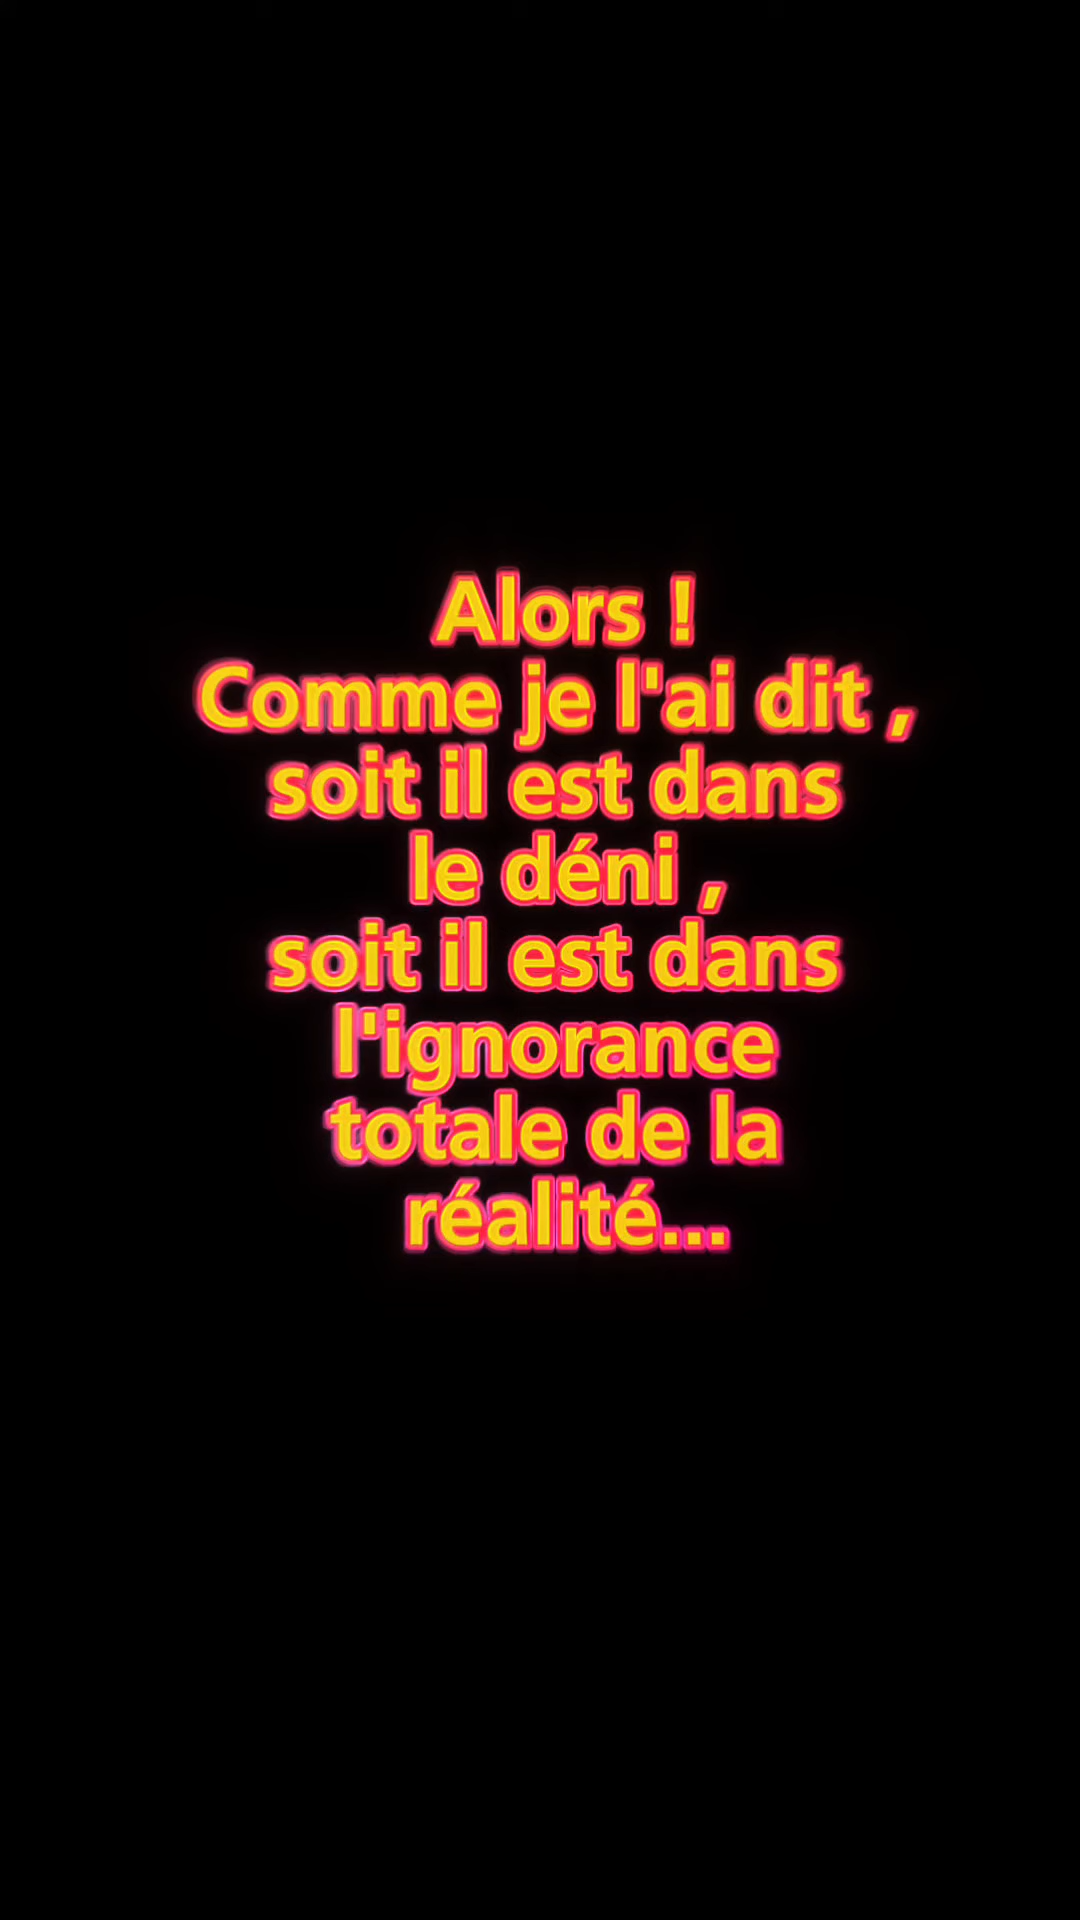 Alors !
Comme je l'ai dit ,
soit il est dans
le déni ,
soit il est dans
l'ignorance
totale de la
réalité...